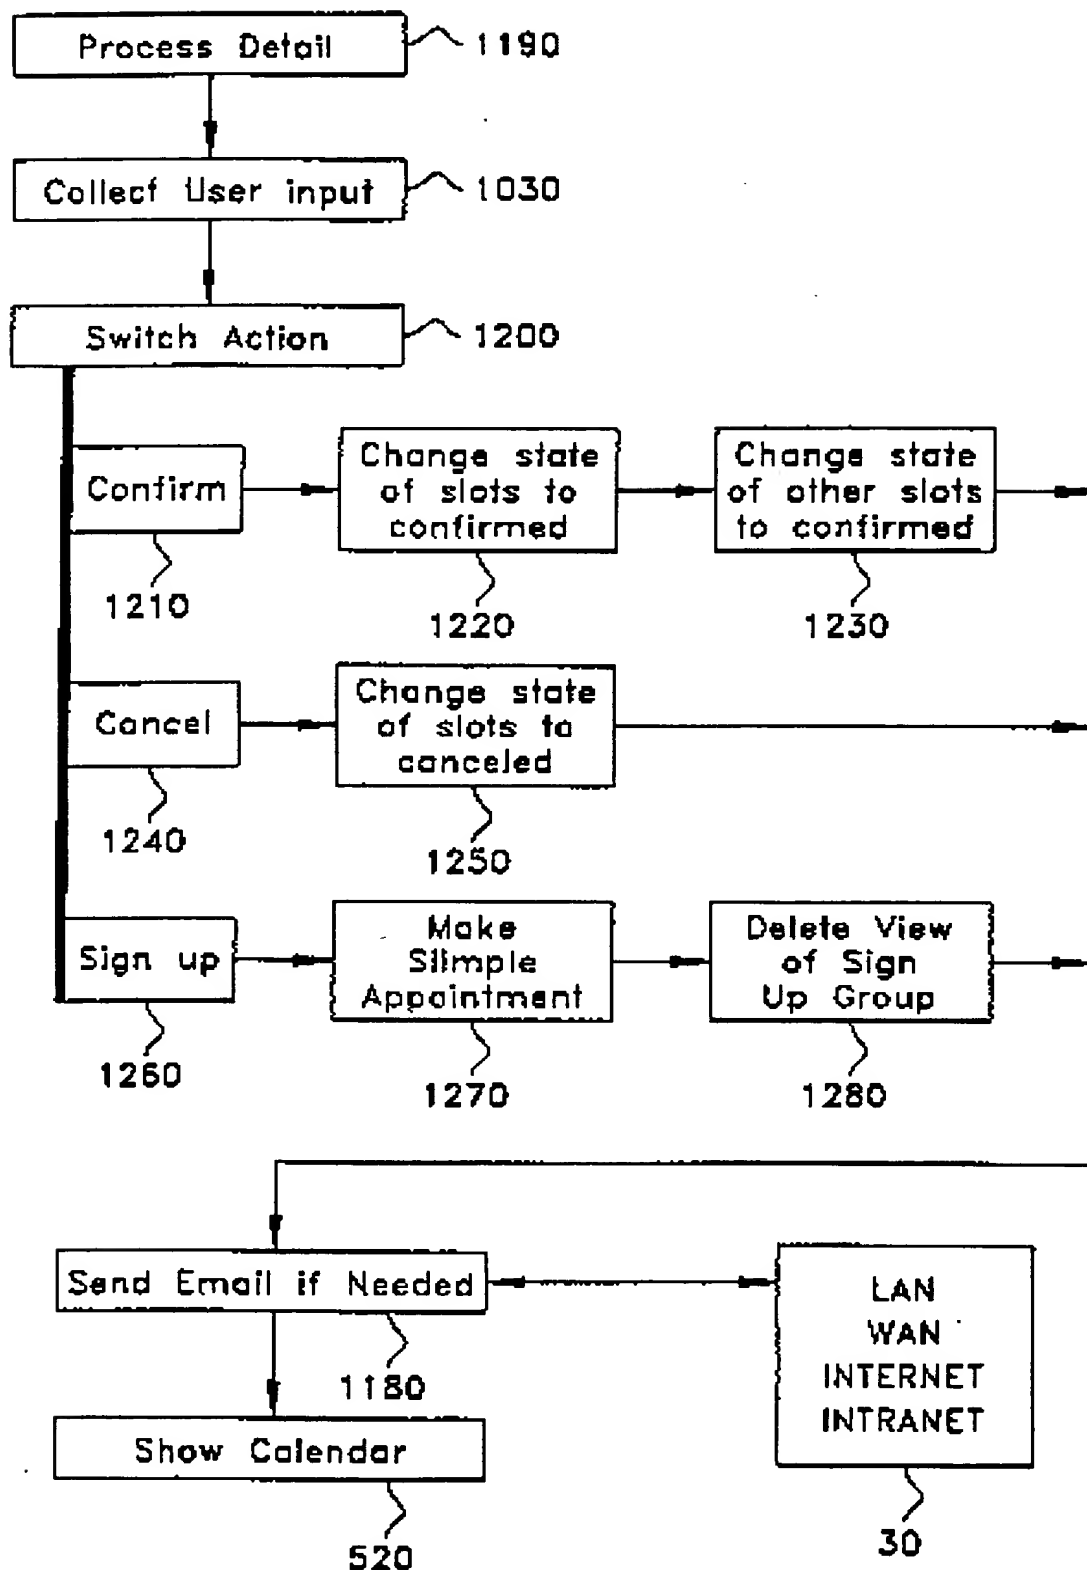 Process Detail
1190
Collect User input
1030
Switch Action
1200
Confirm
1210
Change state
of slots to
confirmed
1220
Change state
of other slots
to confirmed
1230
Cancel
1240
Change state
of slots to
canceled
1250
Sign up
1260
Make
SIimple
Appointment
1270
Delete View
of Sign
Up Group
1280
Send Email if Needed
1180
LAN
WAN
INTERNET
INTRANET
30
Show Calendar
520